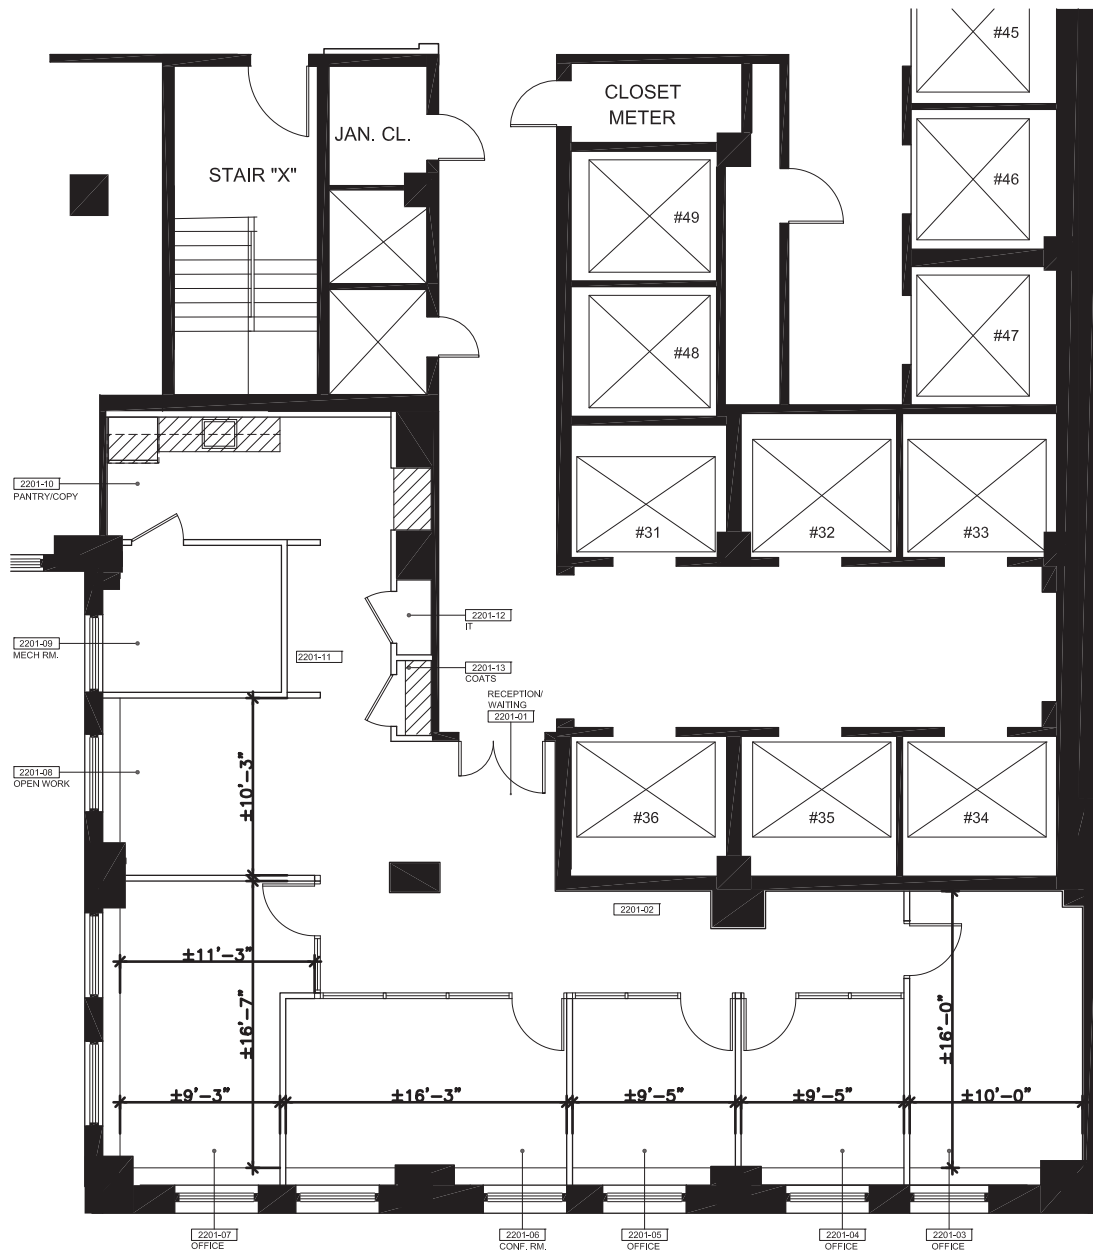 #45
CLOSET
METER
JAN. CL.
STAIR "X"
#46
#49
#47
#48
2201-10
PANTRY/COPY
#31
#32
#33
2201-12
IT
2201-09
MECH RM.
2201-11
2201-13
COATS
RECEPTION/
WAITING
2201-01
2201-08
OPEN WORK
±10'-3"
#36
#35
#34
2201-02
±11'-3"
±16'-7"
±16'-0"
±9'-3"
±16'-3"
±9'-5"
±9'-5"
±10'-0"
2201-07
OFFICE
2201-06
CONF. RM.
2201-05
OFFICE
2201-04
OFFICE
2201-03
OFFICE